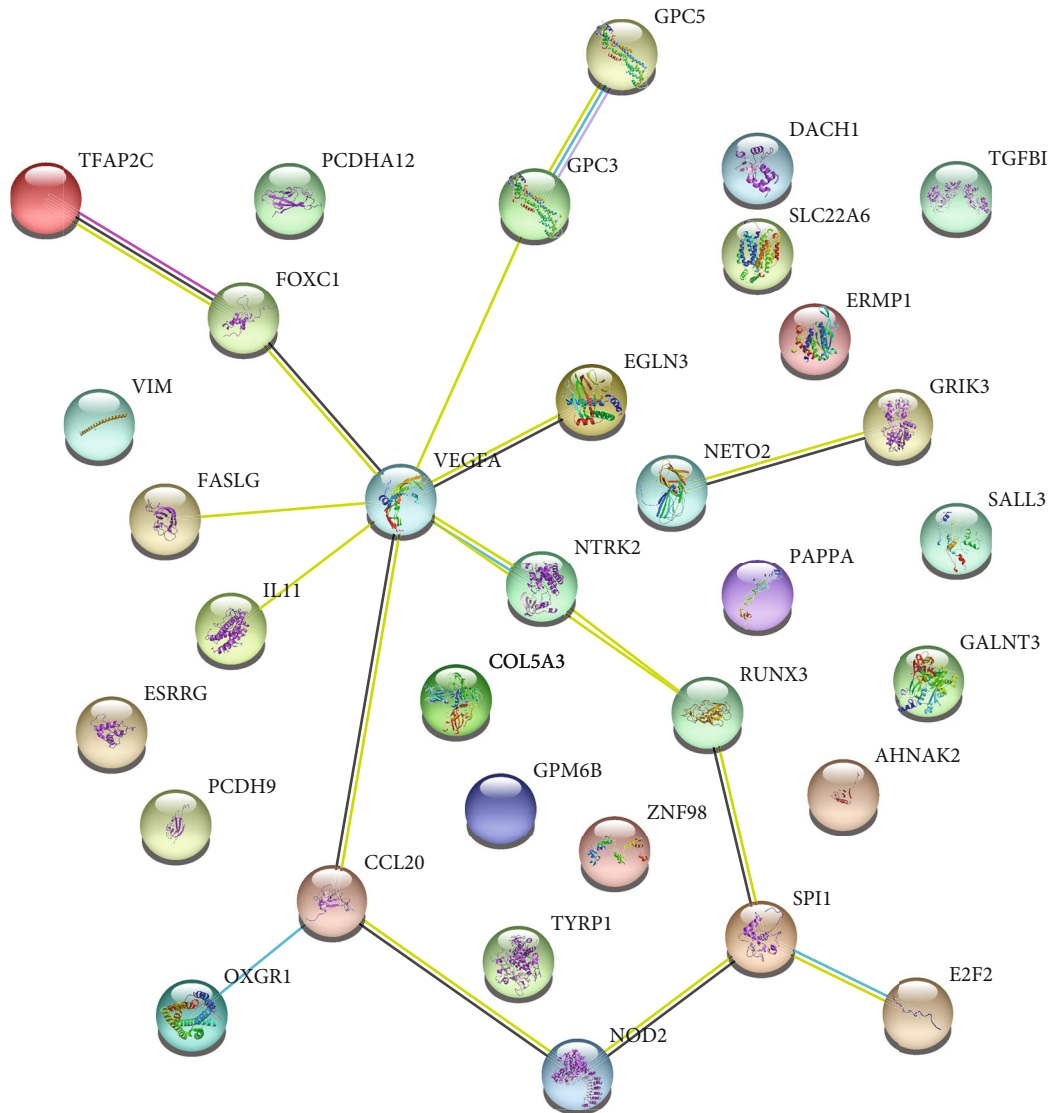 GPC5
DACH1
TFAP2C
PCDHA12
GPC3
TGFBI
SLC22A6
FOXC1
ERMP1
EGLN3
VIM
GRIK3
VEGFA
NETO2
FASLG
SALL3
NTRK2
PAPPA
IL11
GALNT3
COL5A3
RUNX3
ESRRG
AHNAK2
PCDH9
GPM6B
ZNF98
CCL20
SPI1
TYRP1
E2F2
OXGR1
NOD2